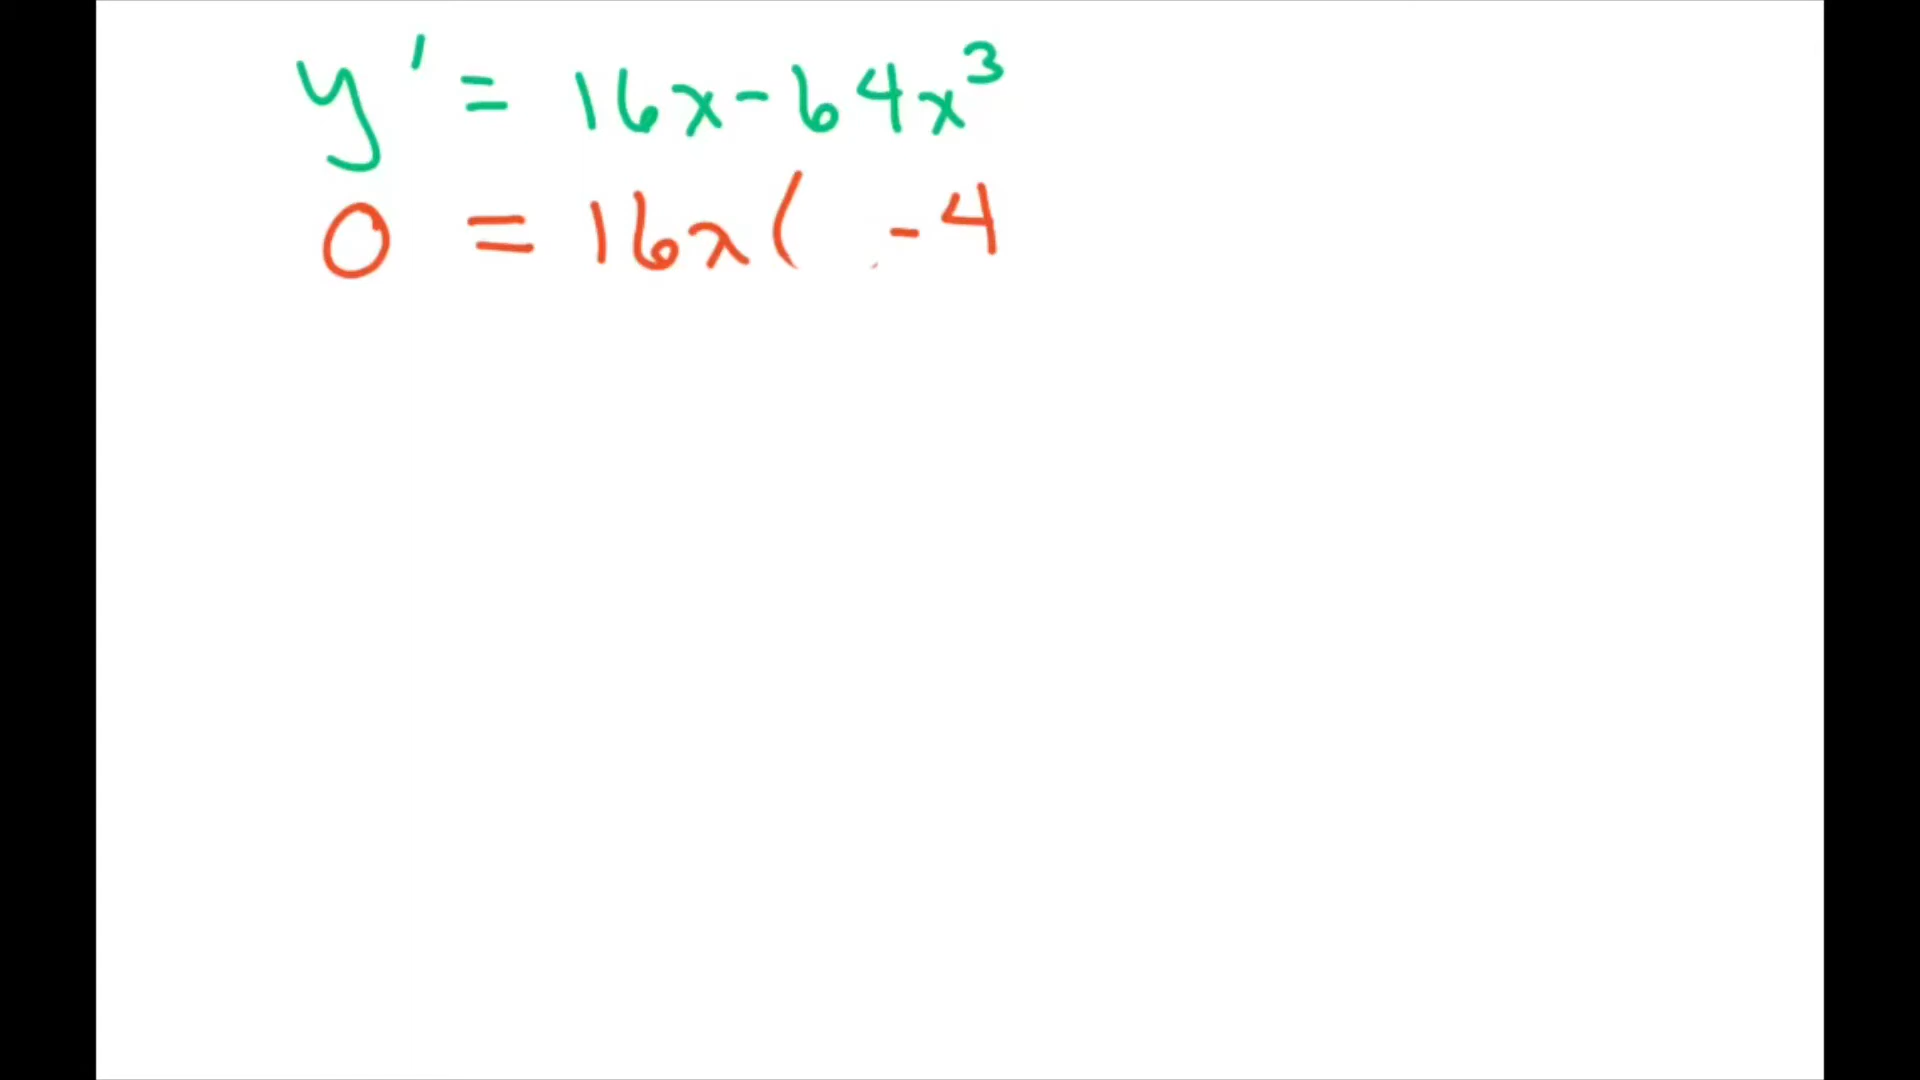 y' = 16x - 64x³
0 = 16x( -4